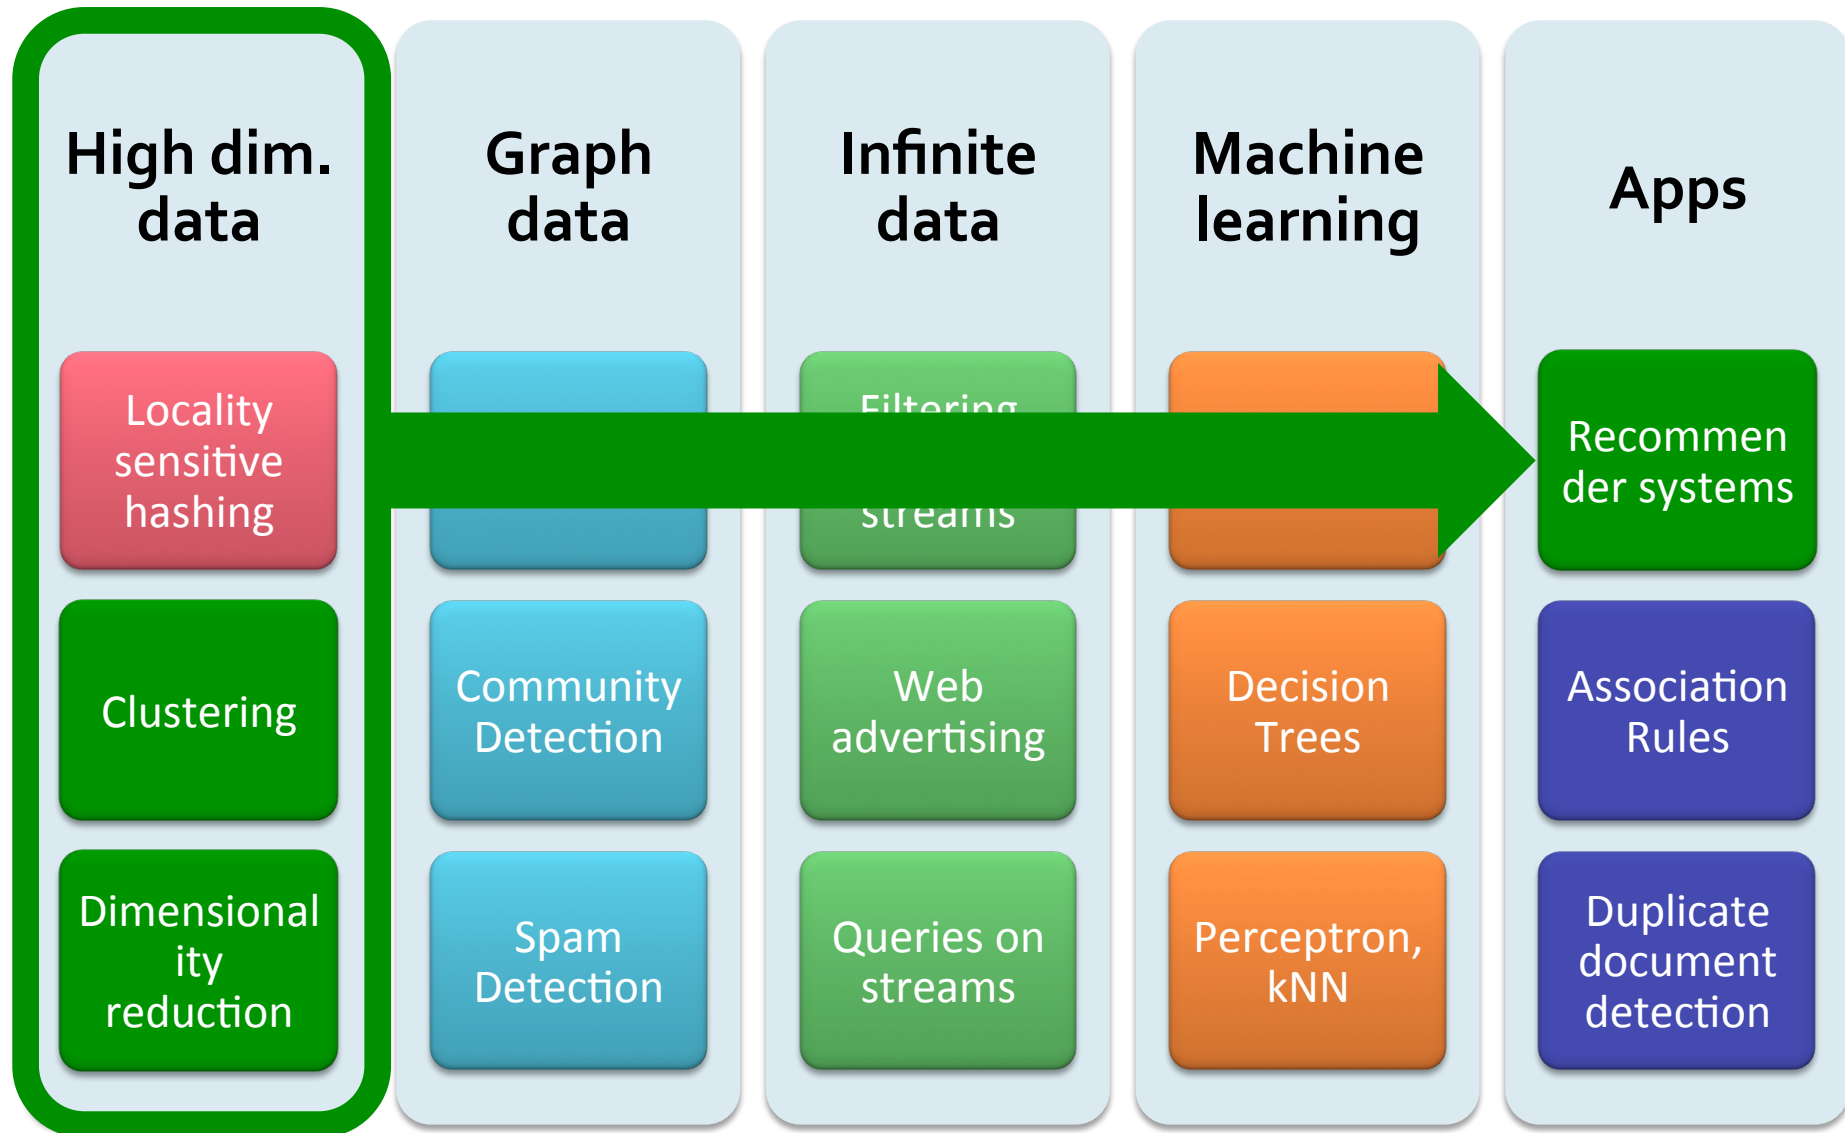 High dim.
data
Locality
sensitive
hashing
Clustering
Dimensional
ity
reduction
Graph
data
Community
Detection
Spam
Detection
Infinite
data
Filtering
streams
Web
advertising
Queries on
streams
Machine
learning
Decision
Trees
Perceptron,
kNN
Apps
Recommen
der systems
Association
Rules
Duplicate
document
detection